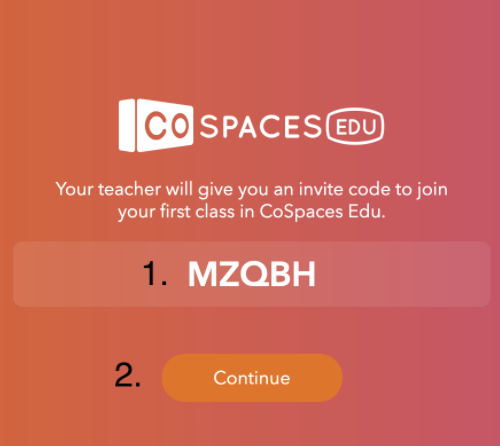 CO SPACES EDU
Your teacher will give you an invite code to join
your first class in CoSpaces Edu.
1. MZQBH
2. Continue